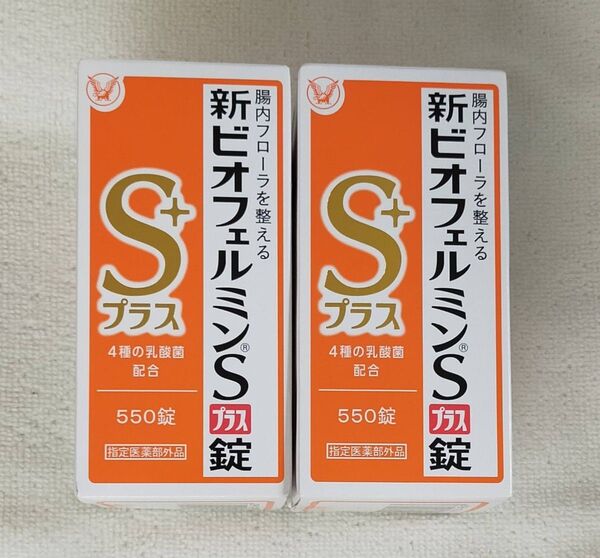 腸内フローラを整える
新ビオフェルミン®S
プラス
錠
S+
プラス
4種の乳酸菌
配合
550錠
指定医薬部外品
腸内フローラを整える
新ビオフェルミン®S
プラス
錠
S+
プラス
4種の乳酸菌
配合
550錠
指定医薬部外品